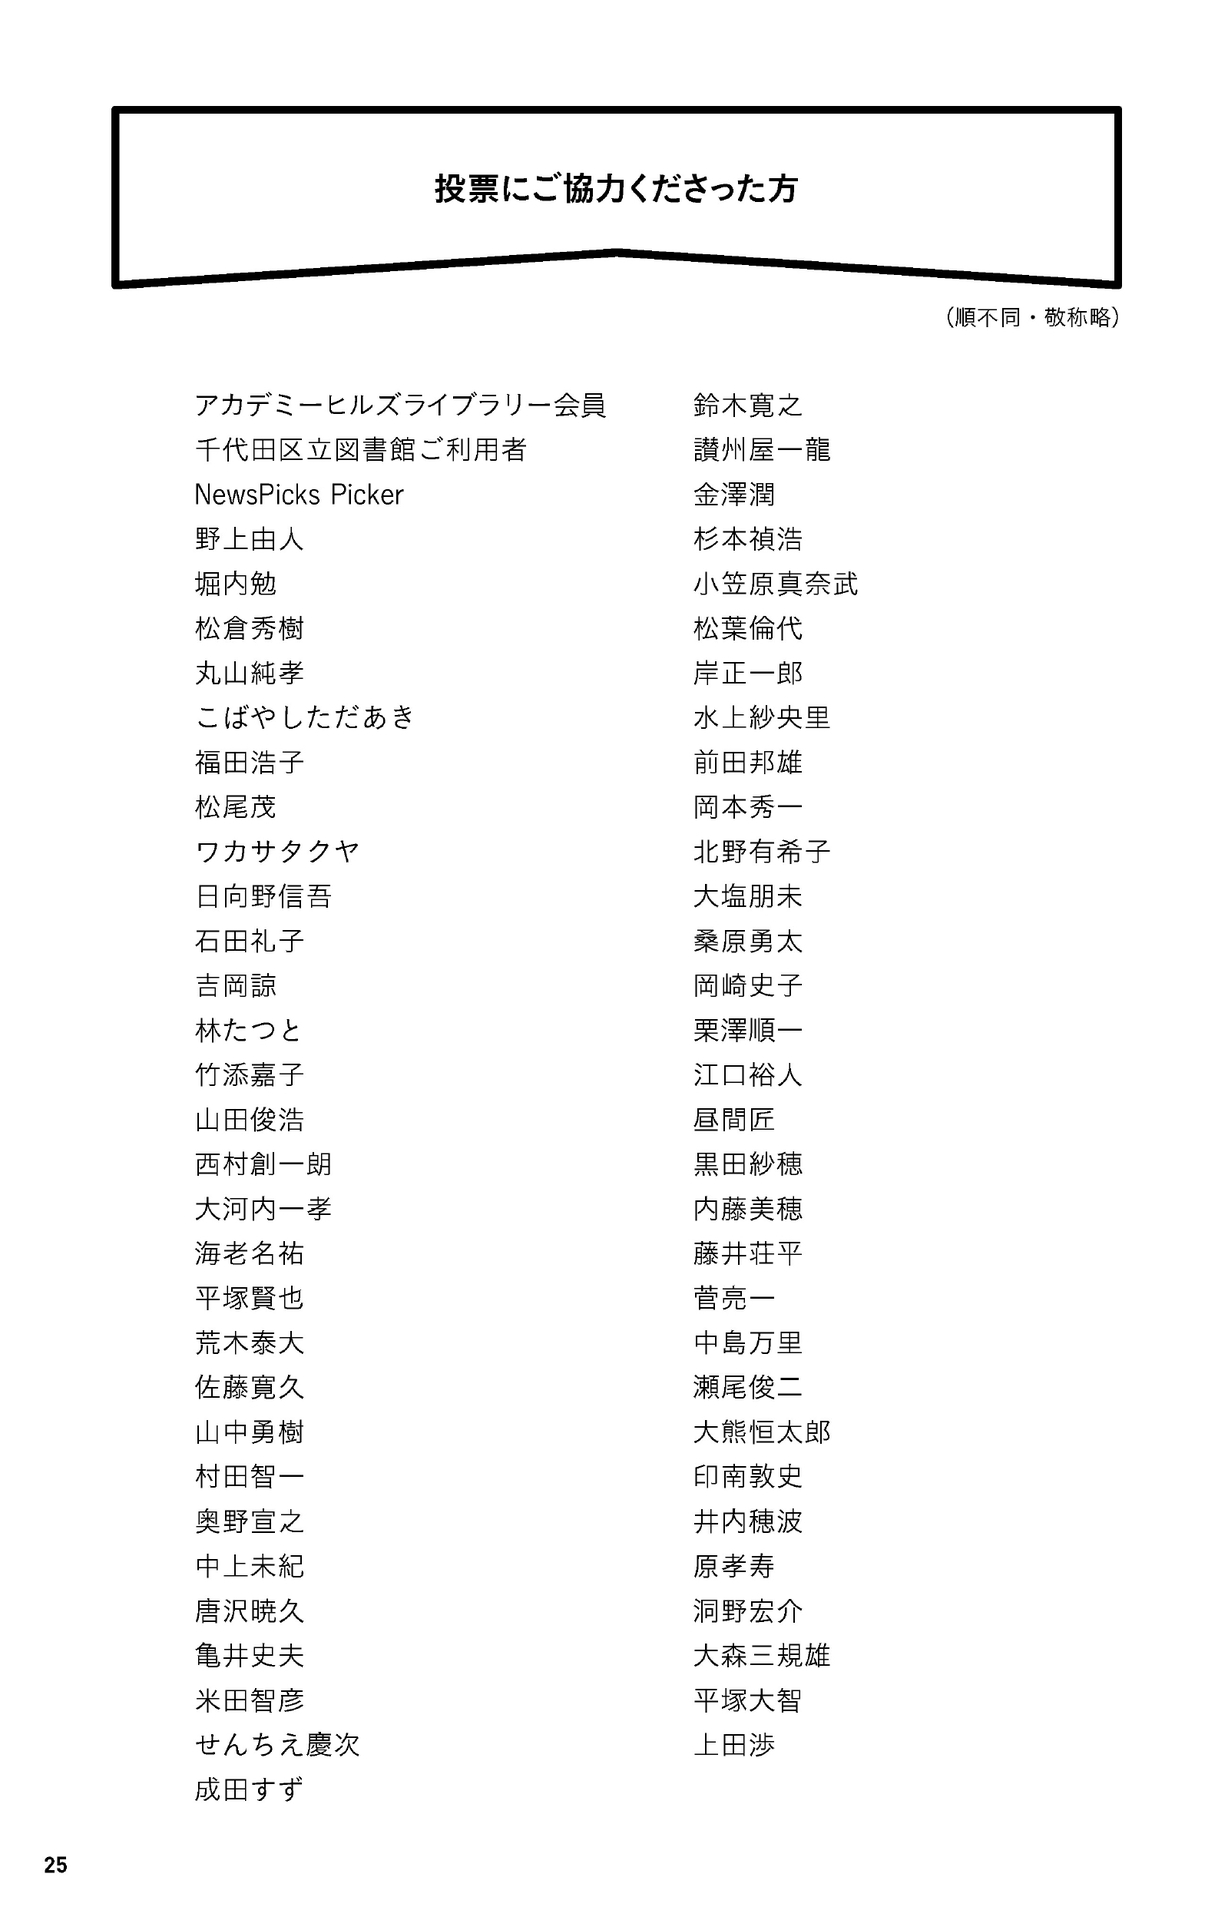 投票にご協力くださった方
（順不同・敬称略）
アカデミーヒルズライブラリー会員
千代田区立図書館ご利用者
NewsPicks Picker
野上由人
堀内勉
松倉秀樹
丸山純孝
こばやしただあき
福田浩子
松尾茂
ワカサタクヤ
日向野信吾
石田礼子
吉岡諒
林たつと
竹添嘉子
山田俊浩
西村創一朗
大河内一孝
海老名祐
平塚賢也
荒木泰大
佐藤寛久
山中勇樹
村田智一
奥野宣之
中上未紀
唐沢暁久
亀井史夫
米田智彦
せんちえ慶次
成田すず
鈴木寛之
讃州屋一龍
金澤潤
杉本禎浩
小笠原真奈武
松葉倫代
岸正一郎
水上紗央里
前田邦雄
岡本秀一
北野有希子
大塩朋未
桑原勇太
岡崎史子
栗澤順一
江口裕人
昼間匠
黒田紗穂
内藤美穂
藤井荘平
菅亮一
中島万里
瀬尾俊二
大熊恒太郎
印南敦史
井内穂波
原孝寿
洞野宏介
大森三規雄
平塚大智
上田渉
25